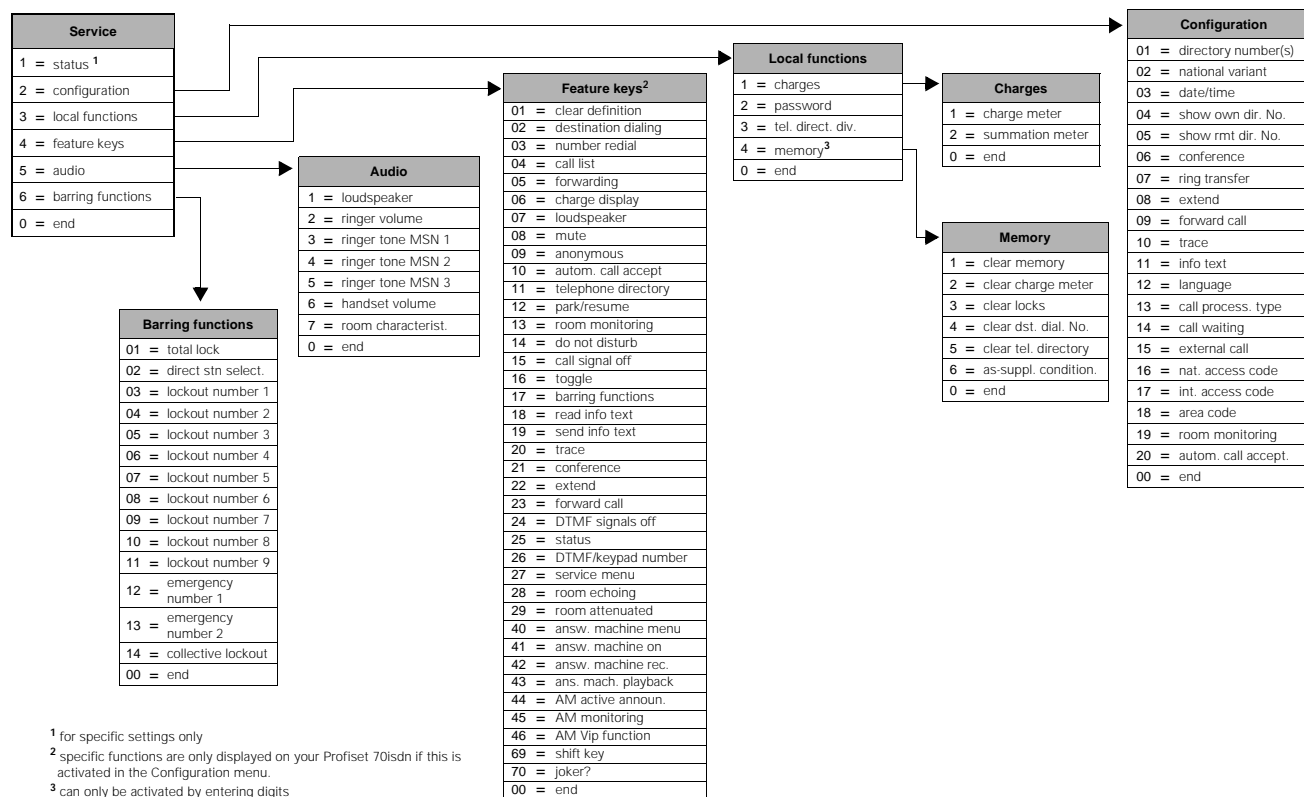 Service
1 = status 1
2 = configuration
3 = local functions
4 = feature keys
5 = audio
6 = barring functions
0 = end
Barring functions
01 = total lock
02 = direct stn select.
03 = lockout number 1
04 = lockout number 2
05 = lockout number 3
06 = lockout number 4
07 = lockout number 5
08 = lockout number 6
09 = lockout number 7
10 = lockout number 8
11 = lockout number 9
12 = emergency
number 1
13 = emergency
number 2
14 = collective lockout
00 = end
Audio
1 = loudspeaker
2 = ringer volume
3 = ringer tone MSN 1
4 = ringer tone MSN 2
5 = ringer tone MSN 3
6 = handset volume
7 = room characterist.
0 = end
Feature keys2
01 = clear definition
02 = destination dialing
03 = number redial
04 = call list
05 = forwarding
06 = charge display
07 = loudspeaker
08 = mute
09 = anonymous
10 = autom. call accept
11 = telephone directory
12 = park/resume
13 = room monitoring
14 = do not disturb
15 = call signal off
16 = toggle
17 = barring functions
18 = read info text
19 = send info text
20 = trace
21 = conference
22 = extend
23 = forward call
24 = DTMF signals off
25 = status
26 = DTMF/keypad number
27 = service menu
28 = room echoing
29 = room attenuated
40 = answ. machine menu
41 = answ. machine on
42 = answ. machine rec.
43 = ans. mach. playback
44 = AM active announ.
45 = AM monitoring
46 = AM Vip function
69 = shift key
70 = joker?
00 = end
Local functions
1 = charges
2 = password
3 = tel. direct. div.
4 = memory3
0 = end
Charges
1 = charge meter
2 = summation meter
0 = end
Memory
1 = clear memory
2 = clear charge meter
3 = clear locks
4 = clear dst. dial. No.
5 = clear tel. directory
6 = as-suppl. condition.
0 = end
Configuration
01 = directory number(s)
02 = national variant
03 = date/time
04 = show own dir. No.
05 = show rmt dir. No.
06 = conference
07 = ring transfer
08 = extend
09 = forward call
10 = trace
11 = info text
12 = language
13 = call process. type
14 = call waiting
15 = external call
16 = nat. access code
17 = int. access code
18 = area code
19 = room monitoring
20 = autom. call accept.
00 = end
1 for specific settings only
2 specific functions are only displayed on your Profiset 70isdn if this is
activated in the Configuration menu.
3 can only be activated by entering digits